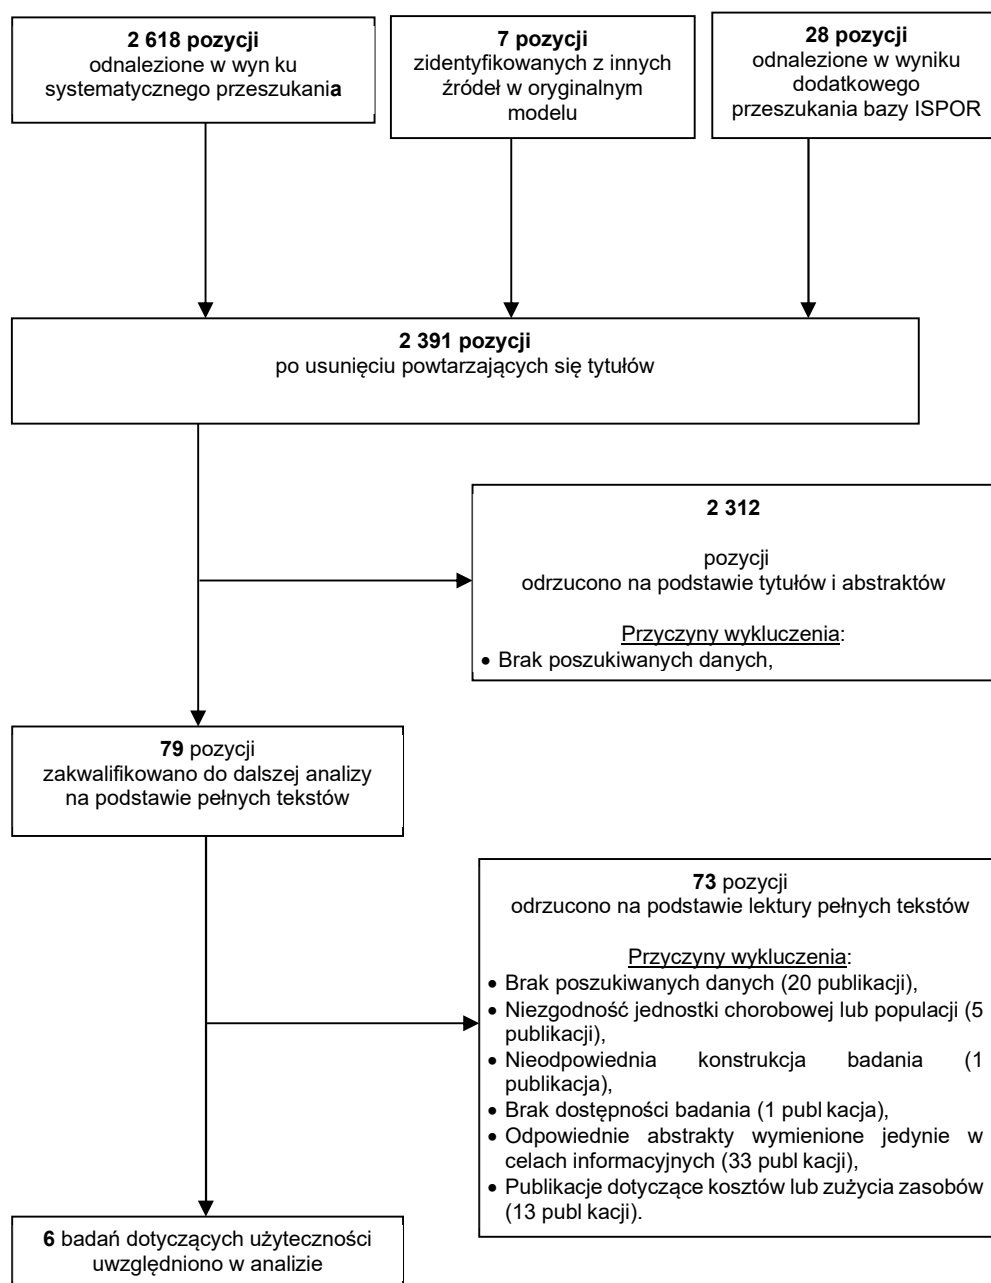 2 618 pozycji
odnalezione w wyn ku
systematycznego przeszukania
7 pozycji
zidentyfikowanych z innych
źródeł w oryginalnym
modelu
28 pozycji
odnalezione w wyniku
dodatkowego
przeszukania bazy ISPOR
2 391 pozycji
po usunięciu powtarzających się tytułów
2 312
pozycji
odrzucono na podstawie tytułów i abstraktów
Przyczyny wykluczenia:
• Brak poszukiwanych danych,
79 pozycji
zakwalifikowano do dalszej analizy
na podstawie pełnych tekstów
73 pozycji
odrzucono na podstawie lektury pełnych tekstów
Przyczyny wykluczenia:
• Brak poszukiwanych danych (20 publikacji),
• Niezgodność jednostki chorobowej lub populacji (5
publikacji),
• Nieodpowiednia konstrukcja badania (1
publikacja),
• Brak dostępności badania (1 publ kacja),
• Odpowiednie abstrakty wymienione jedynie w
celach informacyjnych (33 publ kacji),
• Publikacje dotyczące kosztów lub zużycia zasobów
(13 publ kacji).
6 badań dotyczących użyteczności
uwzględniono w analizie